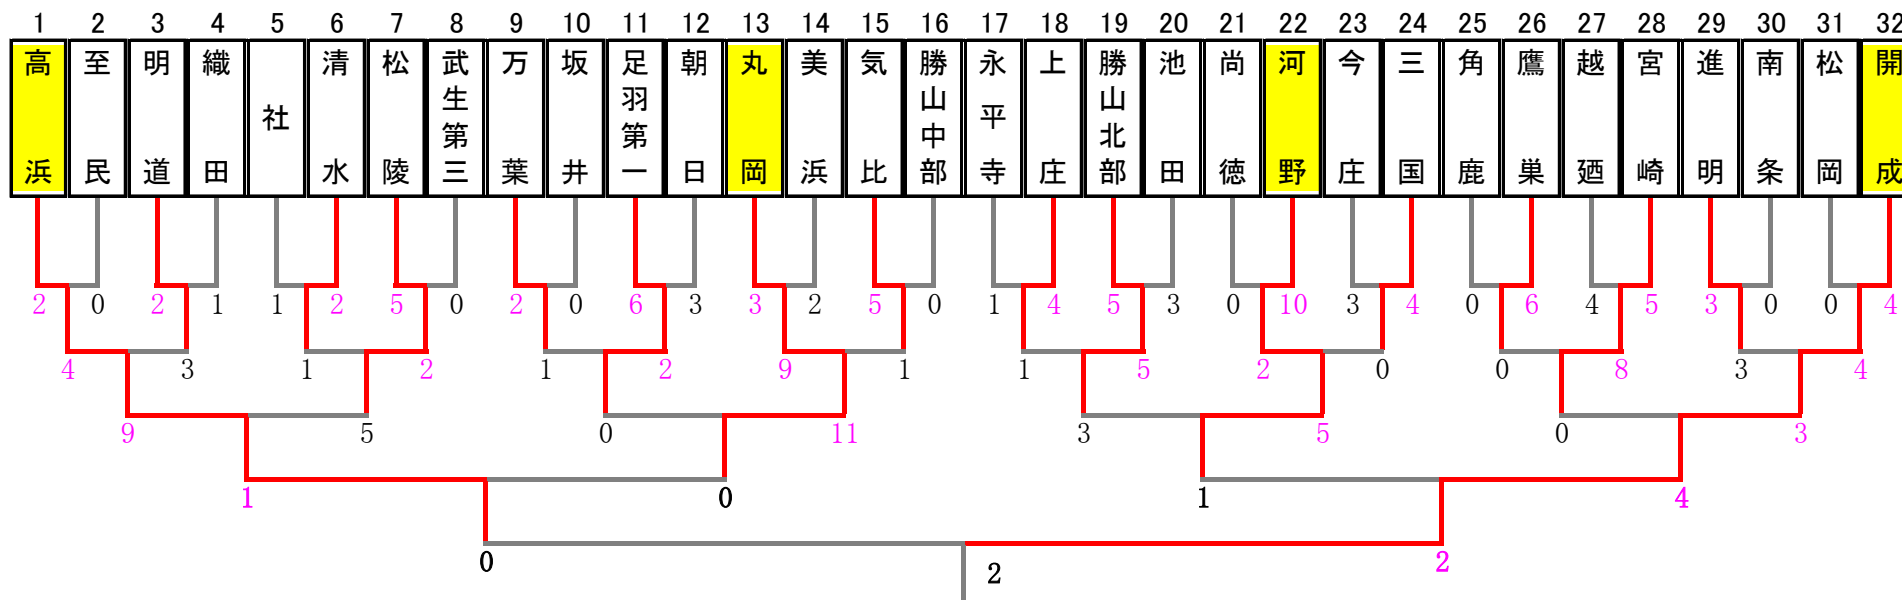 1 2 3 4 5 6 7 8 9 10 11 12 13 14 15 16 17 18 19 20 21 22 23 24 25 26 27 28 29 30 31 32
高浜 至民 明道 織田 社 清水 松陵 武生第三 万葉 坂井 足羽第一 朝日 丸岡 美浜 気比 勝山中部 永平寺 上庄 勝山北部 池田 尚徳 河野 今庄 三国 角鹿 鷹巣 越廼 宮崎 進明 南条 松岡 開成
2 0 2 1 1 2 5 0 2 0 6 3 3 2 5 0 1 4 5 3 0 10 3 4 0 6 4 5 3 0 0 4
4 3 1 2 1 2 9 1 1 5 2 0 0 8 3 4
9 5 0 11 3 5 0 3
1 0 1 4
0 2
2